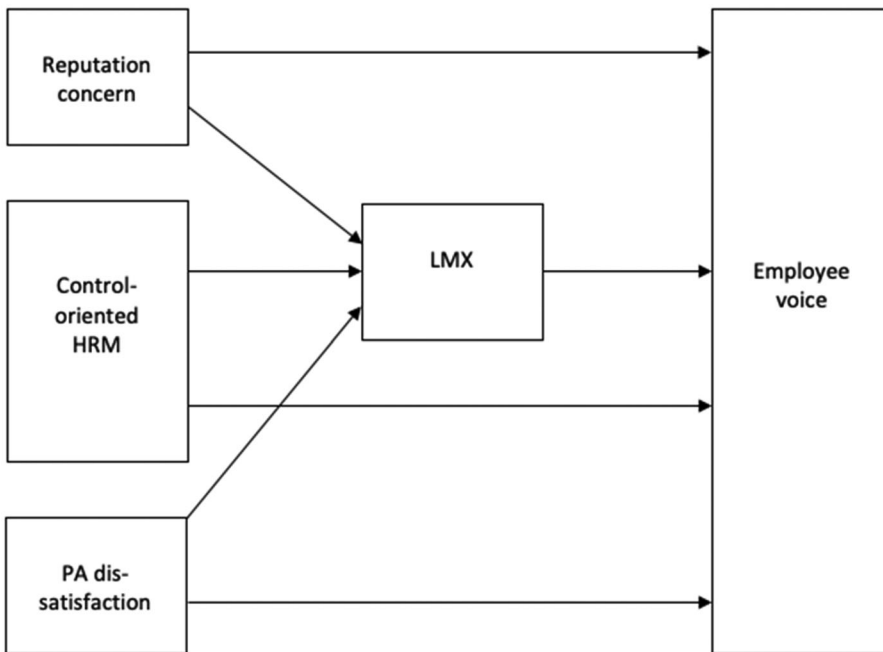 Reputation
concern
Control-
oriented
HRM
PA dis-
satisfaction
LMX
Employee
voice